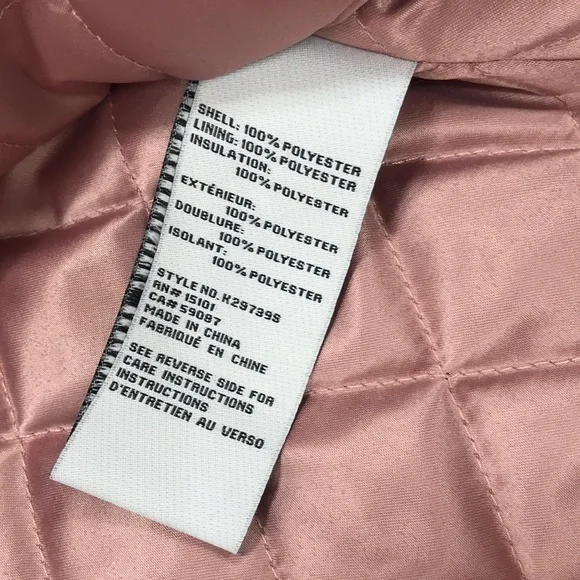 SHELL: 100% POLYESTER
LINING: 100% POLYESTER
INSULATION:
100% POLYESTER
EXTÉRIEUR:
100% POLYESTER
DOUBLURE:
100% POLYESTER
ISOLANT:
100% POLYESTER
STYLE NO. K29739S
RN# 15101
CA# 59097
MADE IN CHINA
FABRIQUÉ EN CHINE
SEE REVERSE SIDE FOR
CARE INSTRUCTIONS
INSTRUCTIONS
D'ENTRETIEN AU VERSO